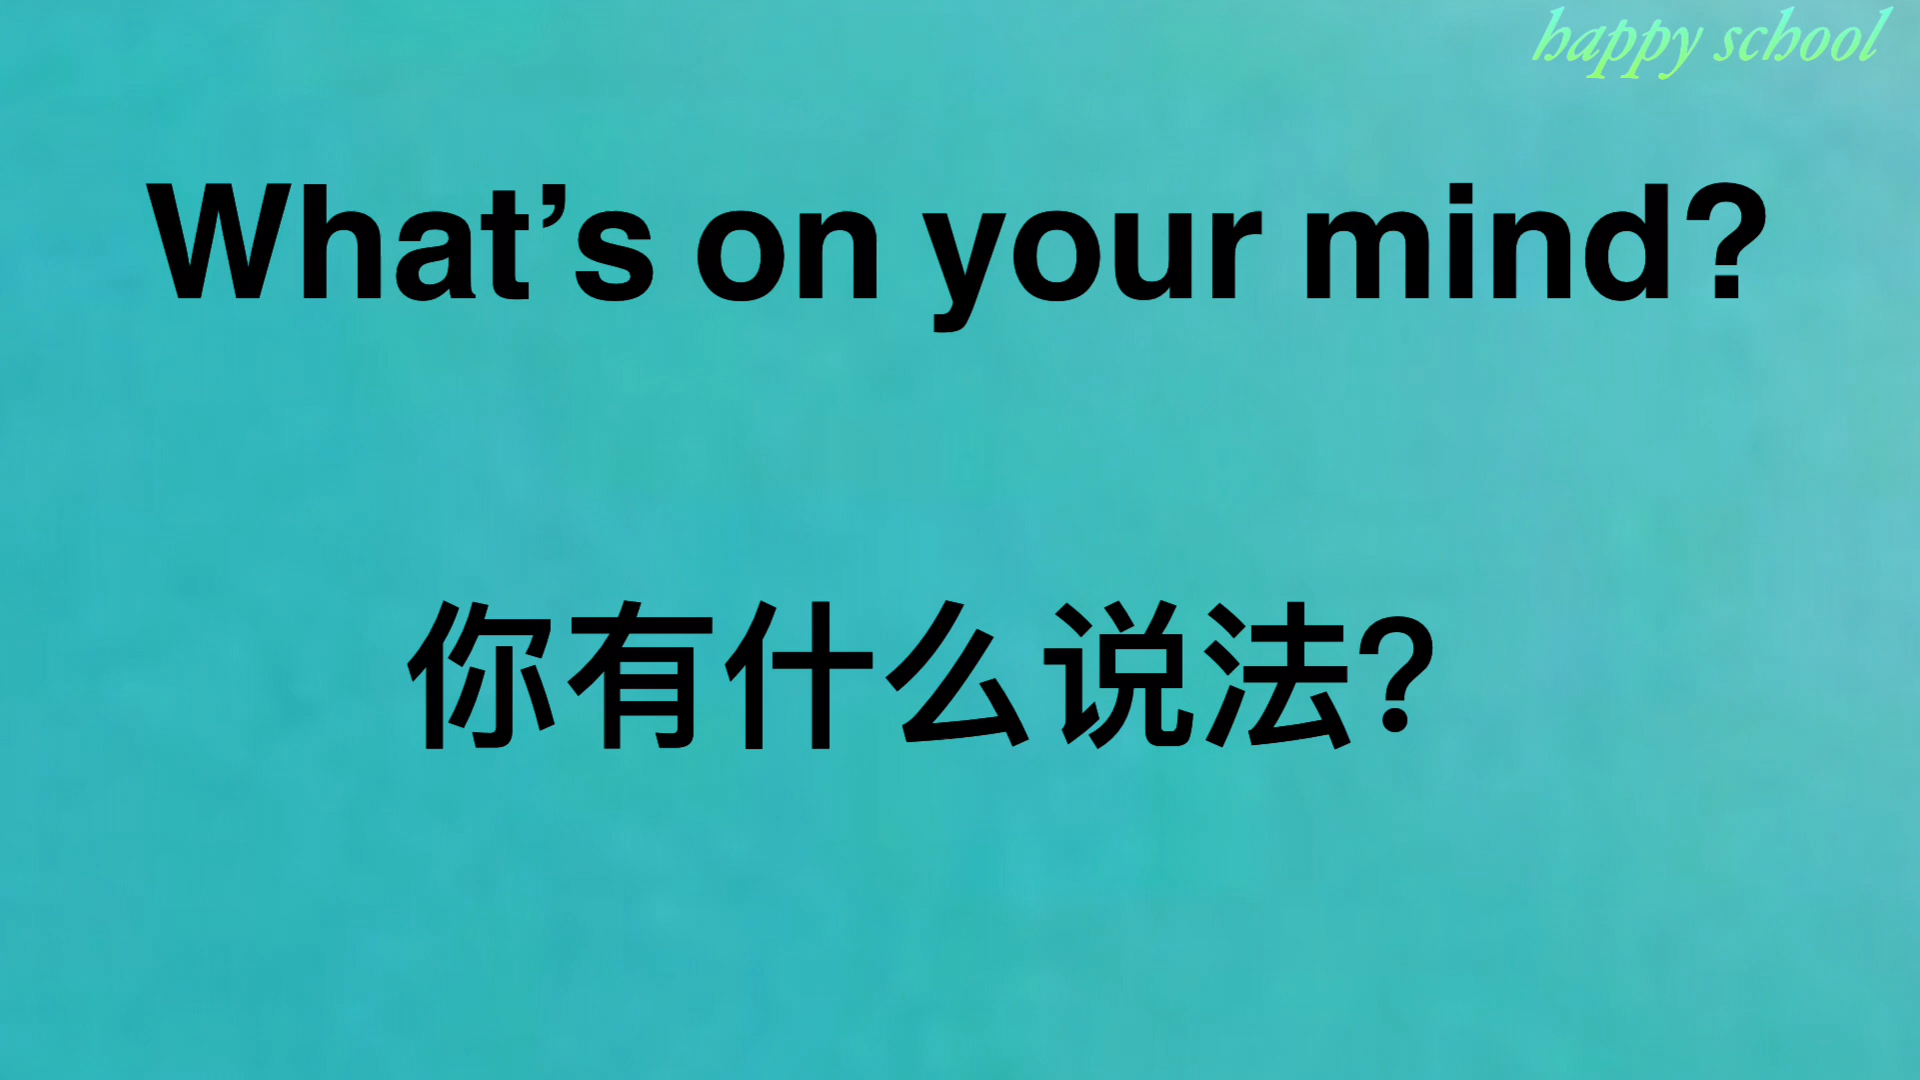 happy school
What’s on your mind?
你有什么说法?